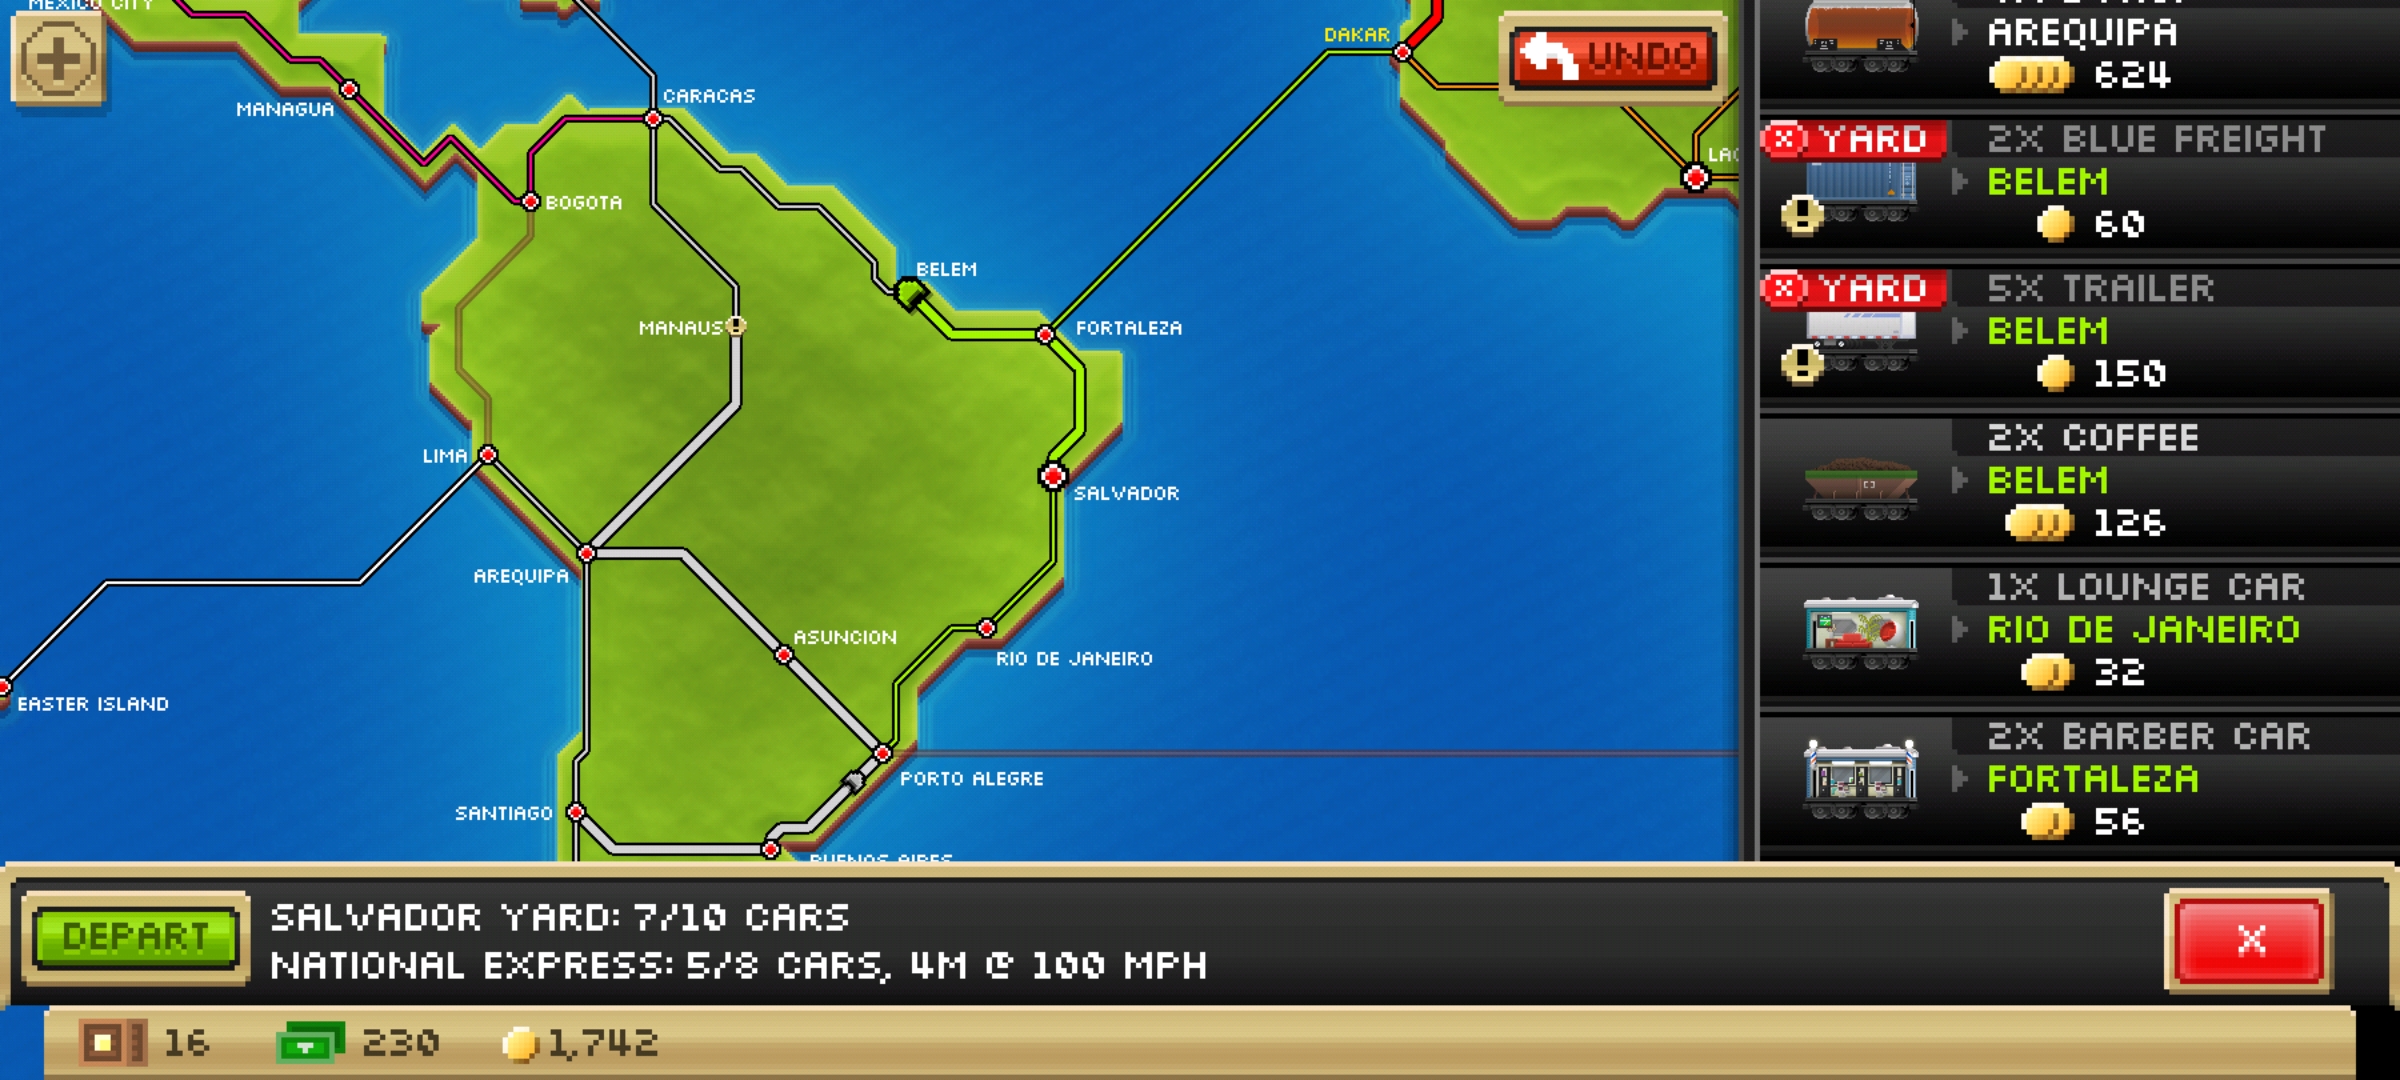 MEXICO CITY
MANAGUA
CARACAS
BOGOTA
DAKAR
UNDO
BELEM
MANAUS
FORTALEZA
LIMA
SALVADOR
AREQUIPA
ASUNCION
RIO DE JANEIRO
EASTER ISLAND
PORTO ALEGRE
SANTIAGO
BUENOS AIRES
AREQUIPA
624
YARD
2X BLUE FREIGHT
BELEM
60
YARD
5X TRAILER
BELEM
150
2X COFFEE
BELEM
126
1X LOUNGE CAR
RIO DE JANEIRO
32
2X BARBER CAR
FORTALEZA
56
DEPART
SALVADOR YARD: 7/10 CARS
NATIONAL EXPRESS: 5/8 CARS, 4M @ 100 MPH
X
16
230
1,742